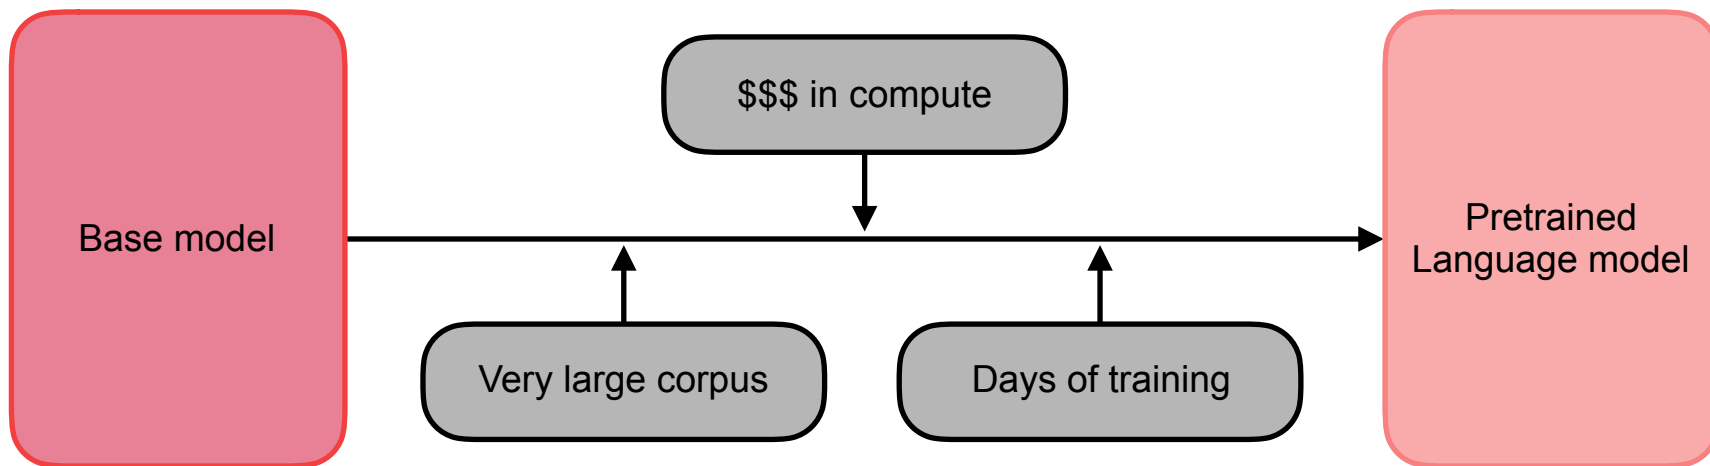 $$$ in compute
Base model
Pretrained
Language model
Very large corpus
Days of training